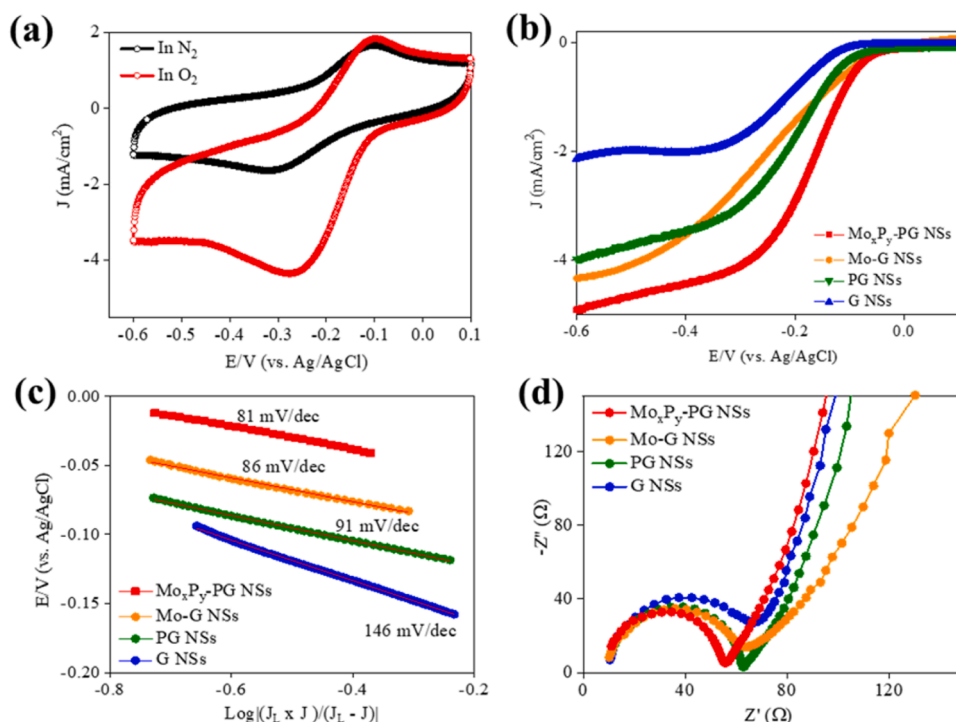 (a)
In N₂
In O₂
J (mA/cm²)
2
0
-2
-4
-0.6 -0.5 -0.4 -0.3 -0.2 -0.1 0.0 0.1
E/V (vs. Ag/AgCl)
(b)
J (mA/cm²)
0
-2
-4
MoₓPᵧ-PG NSs
Mo-G NSs
PG NSs
G NSs
-0.6 -0.4 -0.2 0.0
E/V (vs. Ag/AgCl)
(c)
E/V (vs. Ag/AgCl)
0.00
-0.05
-0.10
-0.15
-0.20
81 mV/dec
86 mV/dec
91 mV/dec
146 mV/dec
MoₓPᵧ-PG NSs
Mo-G NSs
PG NSs
G NSs
-0.8 -0.6 -0.4 -0.2
Log|(J_L x J)/(J_L - J)|
(d)
-Z" (Ω)
120
80
40
0
MoₓPᵧ-PG NSs
Mo-G NSs
PG NSs
G NSs
0 40 80 120
Z' (Ω)